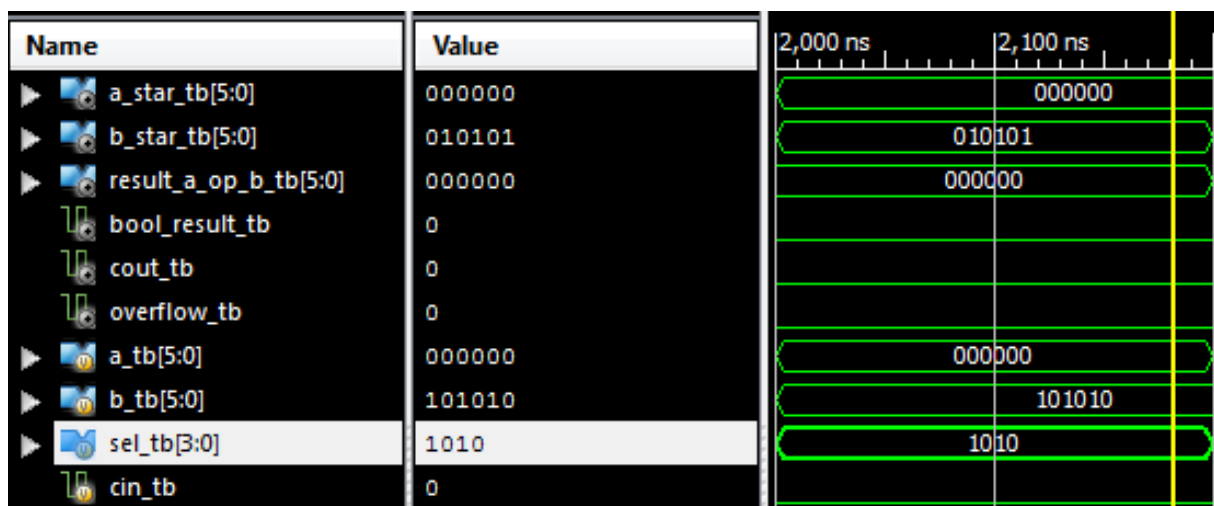 Name Value 2,000 ns 2,100 ns
a_star_tb[5:0] 000000 000000
b_star_tb[5:0] 010101 010101
result_a_op_b_tb[5:0] 000000 000000
bool_result_tb 0
cout_tb 0
overflow_tb 0
a_tb[5:0] 000000 000000
b_tb[5:0] 101010 101010
sel_tb[3:0] 1010 1010
cin_tb 0